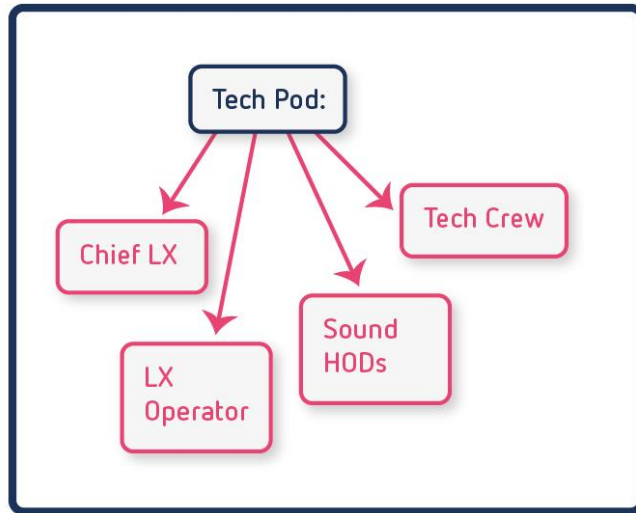 Tech Pod:
Tech Crew
Chief LX
Sound
HODs
LX
Operator